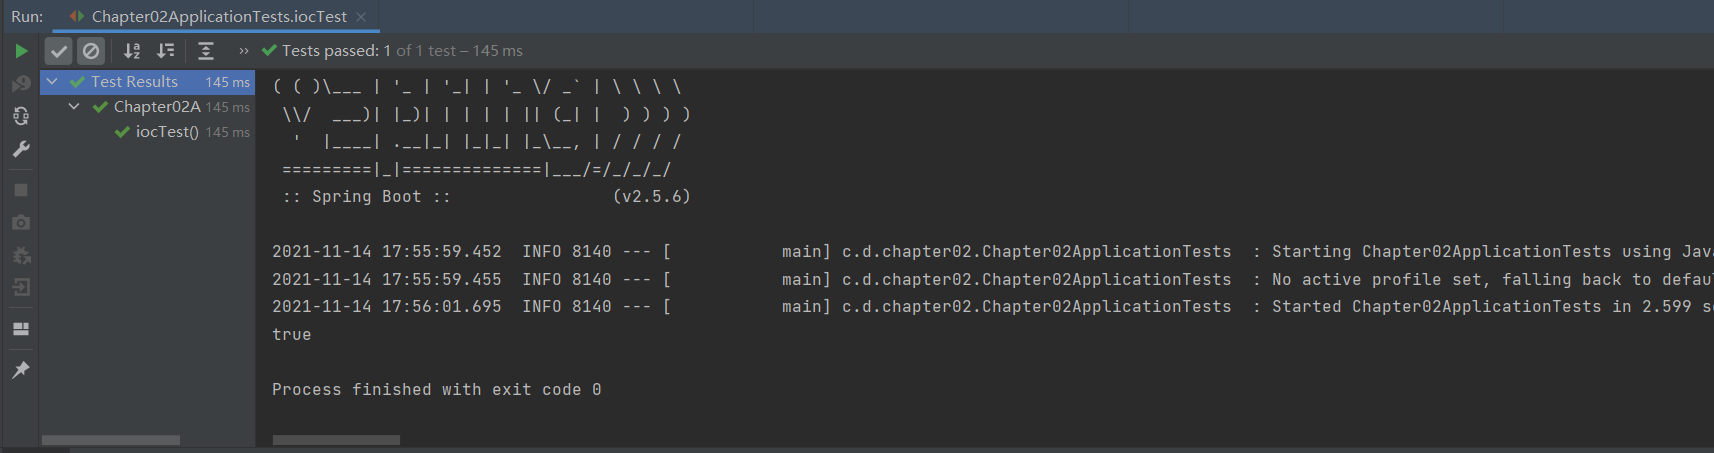 Run: Chapter02ApplicationTests.iocTest ×
» Tests passed: 1 of 1 test – 145 ms
Test Results 145 ms
Chapter02A 145 ms
iocTest() 145 ms
( ( )\___ | '_ | '_| | '_ \/ _` | \ \ \ \
\\/  ___)| |_)| | | | | || (_| |  ) ) ) )
'  |____| .__|_| |_|_| |_\__, | / / / /
=========|_|==============|___/=/_/_/_/
:: Spring Boot ::                (v2.5.6)
2021-11-14 17:55:59.452  INFO 8140 --- [           main] c.d.chapter02.Chapter02ApplicationTests  : Starting Chapter02ApplicationTests using Jav
2021-11-14 17:55:59.455  INFO 8140 --- [           main] c.d.chapter02.Chapter02ApplicationTests  : No active profile set, falling back to defau
2021-11-14 17:56:01.695  INFO 8140 --- [           main] c.d.chapter02.Chapter02ApplicationTests  : Started Chapter02ApplicationTests in 2.599 s
true
Process finished with exit code 0